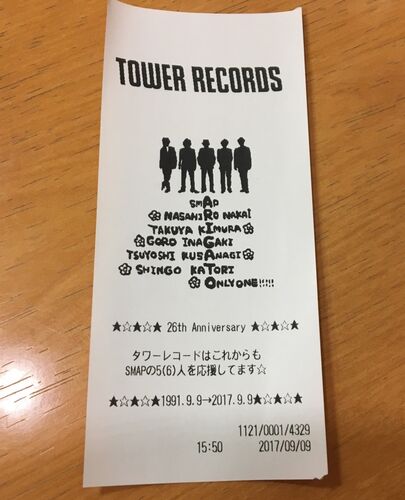 TOWER RECORDS
SMAP
MASAHIRO NAKAI
TAKUYA KIMURA
GORO INAGAKI
TSUYOSHI KUSANAGI
SHINGO KATORI
ONLYONE!!!!!
★☆★☆★ 26th Anniversary ★☆★☆★
タワーレコードはこれからも
SMAPの5(6)人を応援してます☆
★☆★☆★1991.9.9→2017.9.9★☆★☆★
1121/0001/4329
15:50 2017/09/09